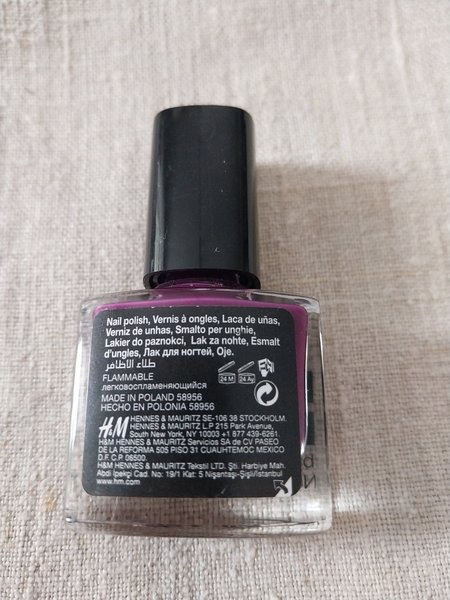 Nail polish, Vernis à ongles, Laca de uñas,
Verniz de unhas, Smalto per unghie,
Lakier do paznokci, Lak za nohte, Esmalt
d'ungles, Лак для ногтей, Oje.
طلاء الأظافر
FLAMMABLE
легковоспламеняющийся
24 M 24 Ay
MADE IN POLAND 58956
HECHO EN POLONIA 58956
H&M HENNES & MAURITZ SE-106 38 STOCKHOLM.
HENNES & MAURITZ L.P 215 Park Avenue,
South New York, NY 10003 +1 877 439-6261.
H&M HENNES & MAURITZ Servicios SA de CV PASEO
DE LA REFORMA 505 PISO 31 CUAUHTEMOC MEXICO
D.F. C.P. 06500.
H&M HENNES & MAURITZ Tekstil LTD. Şti. Harbiye Mah.
Abdi İpekçi Cad. No: 19/1 Kat: 5 Nişantaşı-Şişli/İstanbul
www.hm.com